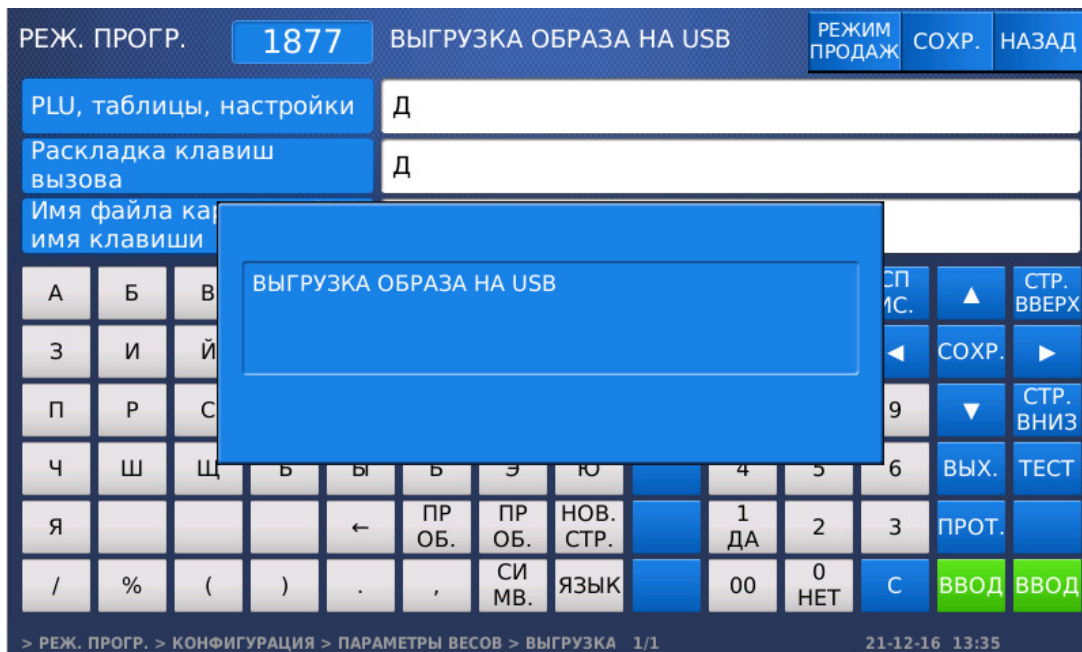 РЕЖ. ПРОГР.
1877
ВЫГРУЗКА ОБРАЗА НА USB
РЕЖИМ
ПРОДАЖ
СОХР.
НАЗАД
PLU, таблицы, настройки
Д
Раскладка клавиш
вызова
Д
Имя файла
имя клавиши
ВЫГРУЗКА ОБРАЗА НА USB
А Б В
▲
СТР.
ВВЕРХ
З И Й
◄ СОХР. ►
П Р С
9 ▼
СТР.
ВНИЗ
Ч Ш Щ Ы Э Ю 4 5 6 ВЫХ. ТЕСТ
Я ←
ПР
ОБ.
ПР
ОБ.
НОВ.
СТР.
1
ДА
2 3 ПРОТ.
/ % ( ) . ,
СИ
МВ.
ЯЗЫК 00
0
НЕТ
С ВВОД ВВОД
> РЕЖ. ПРОГР. > КОНФИГУРАЦИЯ > ПАРАМЕТРЫ ВЕСОВ > ВЫГРУЗКА 1/1
21-12-16 13:35